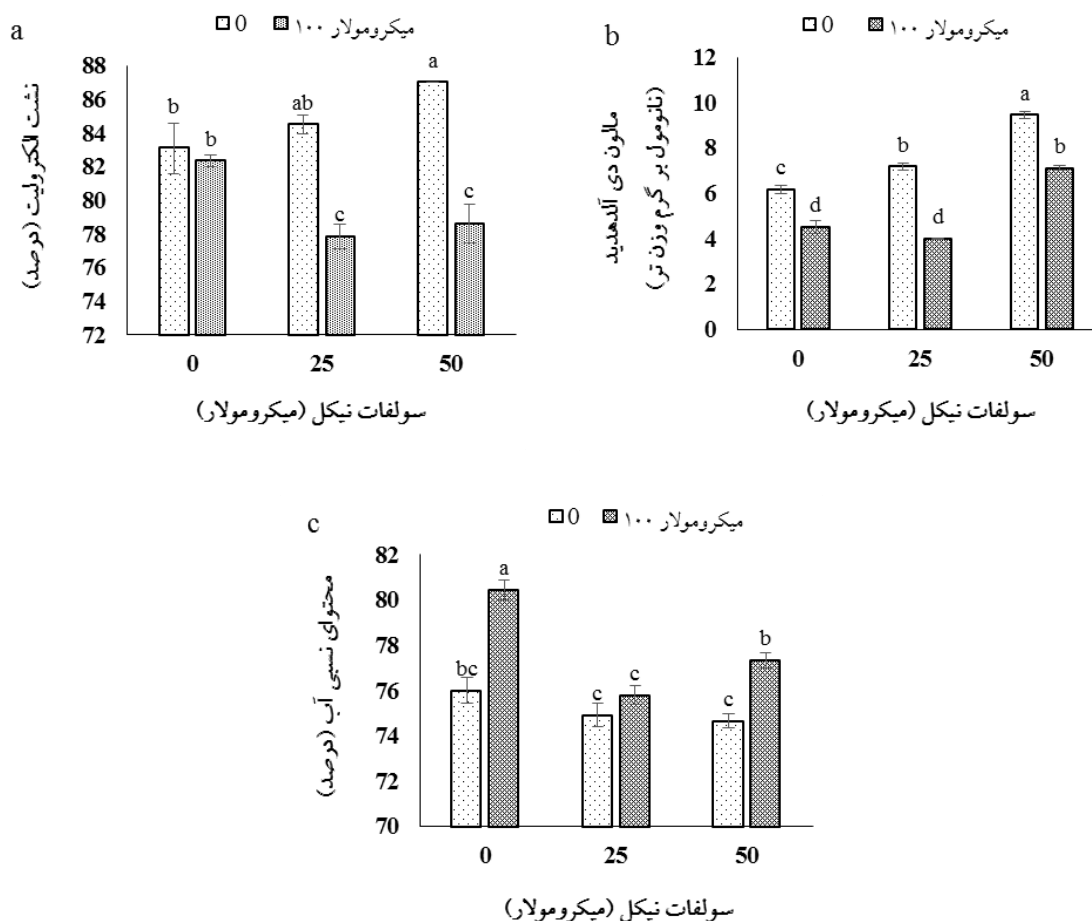 a
0 ۱۰۰ میکرومولار
نشت الکترولیت (درصد)
88
86
84
82
80
78
76
74
72
b b ab c a c
0 25 50
سولفات نیکل (میکرومولار)
b
0 ۱۰۰ میکرومولار
مالون دی آلدهدید
(نانومول بر گرم وزن تر)
12
10
8
6
4
2
0
c d b d a b
0 25 50
سولفات نیکل (میکرومولار)
c
0 ۱۰۰ میکرومولار
محتوای نسبی آب (درصد)
82
80
78
76
74
72
70
bc a c c c b
0 25 50
سولفات نیکل (میکرومولار)